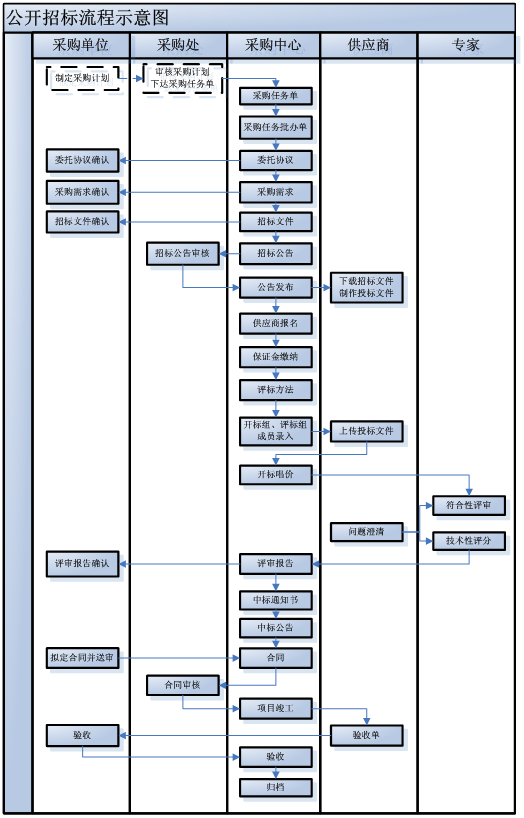 公开招标流程示意图
采购单位
采购处
采购中心
供应商
专家
制定采购计划
审核采购计划
下达采购任务单
采购任务单
采购任务批办单
委托协议确认
委托协议
采购需求确认
采购需求
招标文件确认
招标文件
招标公告审核
招标公告
公告发布
下载招标文件
制作投标文件
供应商报名
保证金缴纳
评标方法
开标组、评标组
成员录入
上传投标文件
开标唱价
符合性评审
问题澄清
技术性评分
评审报告确认
评审报告
中标通知书
中标公告
拟定合同并送审
合同
合同审核
项目竣工
验收
验收单
验收
归档